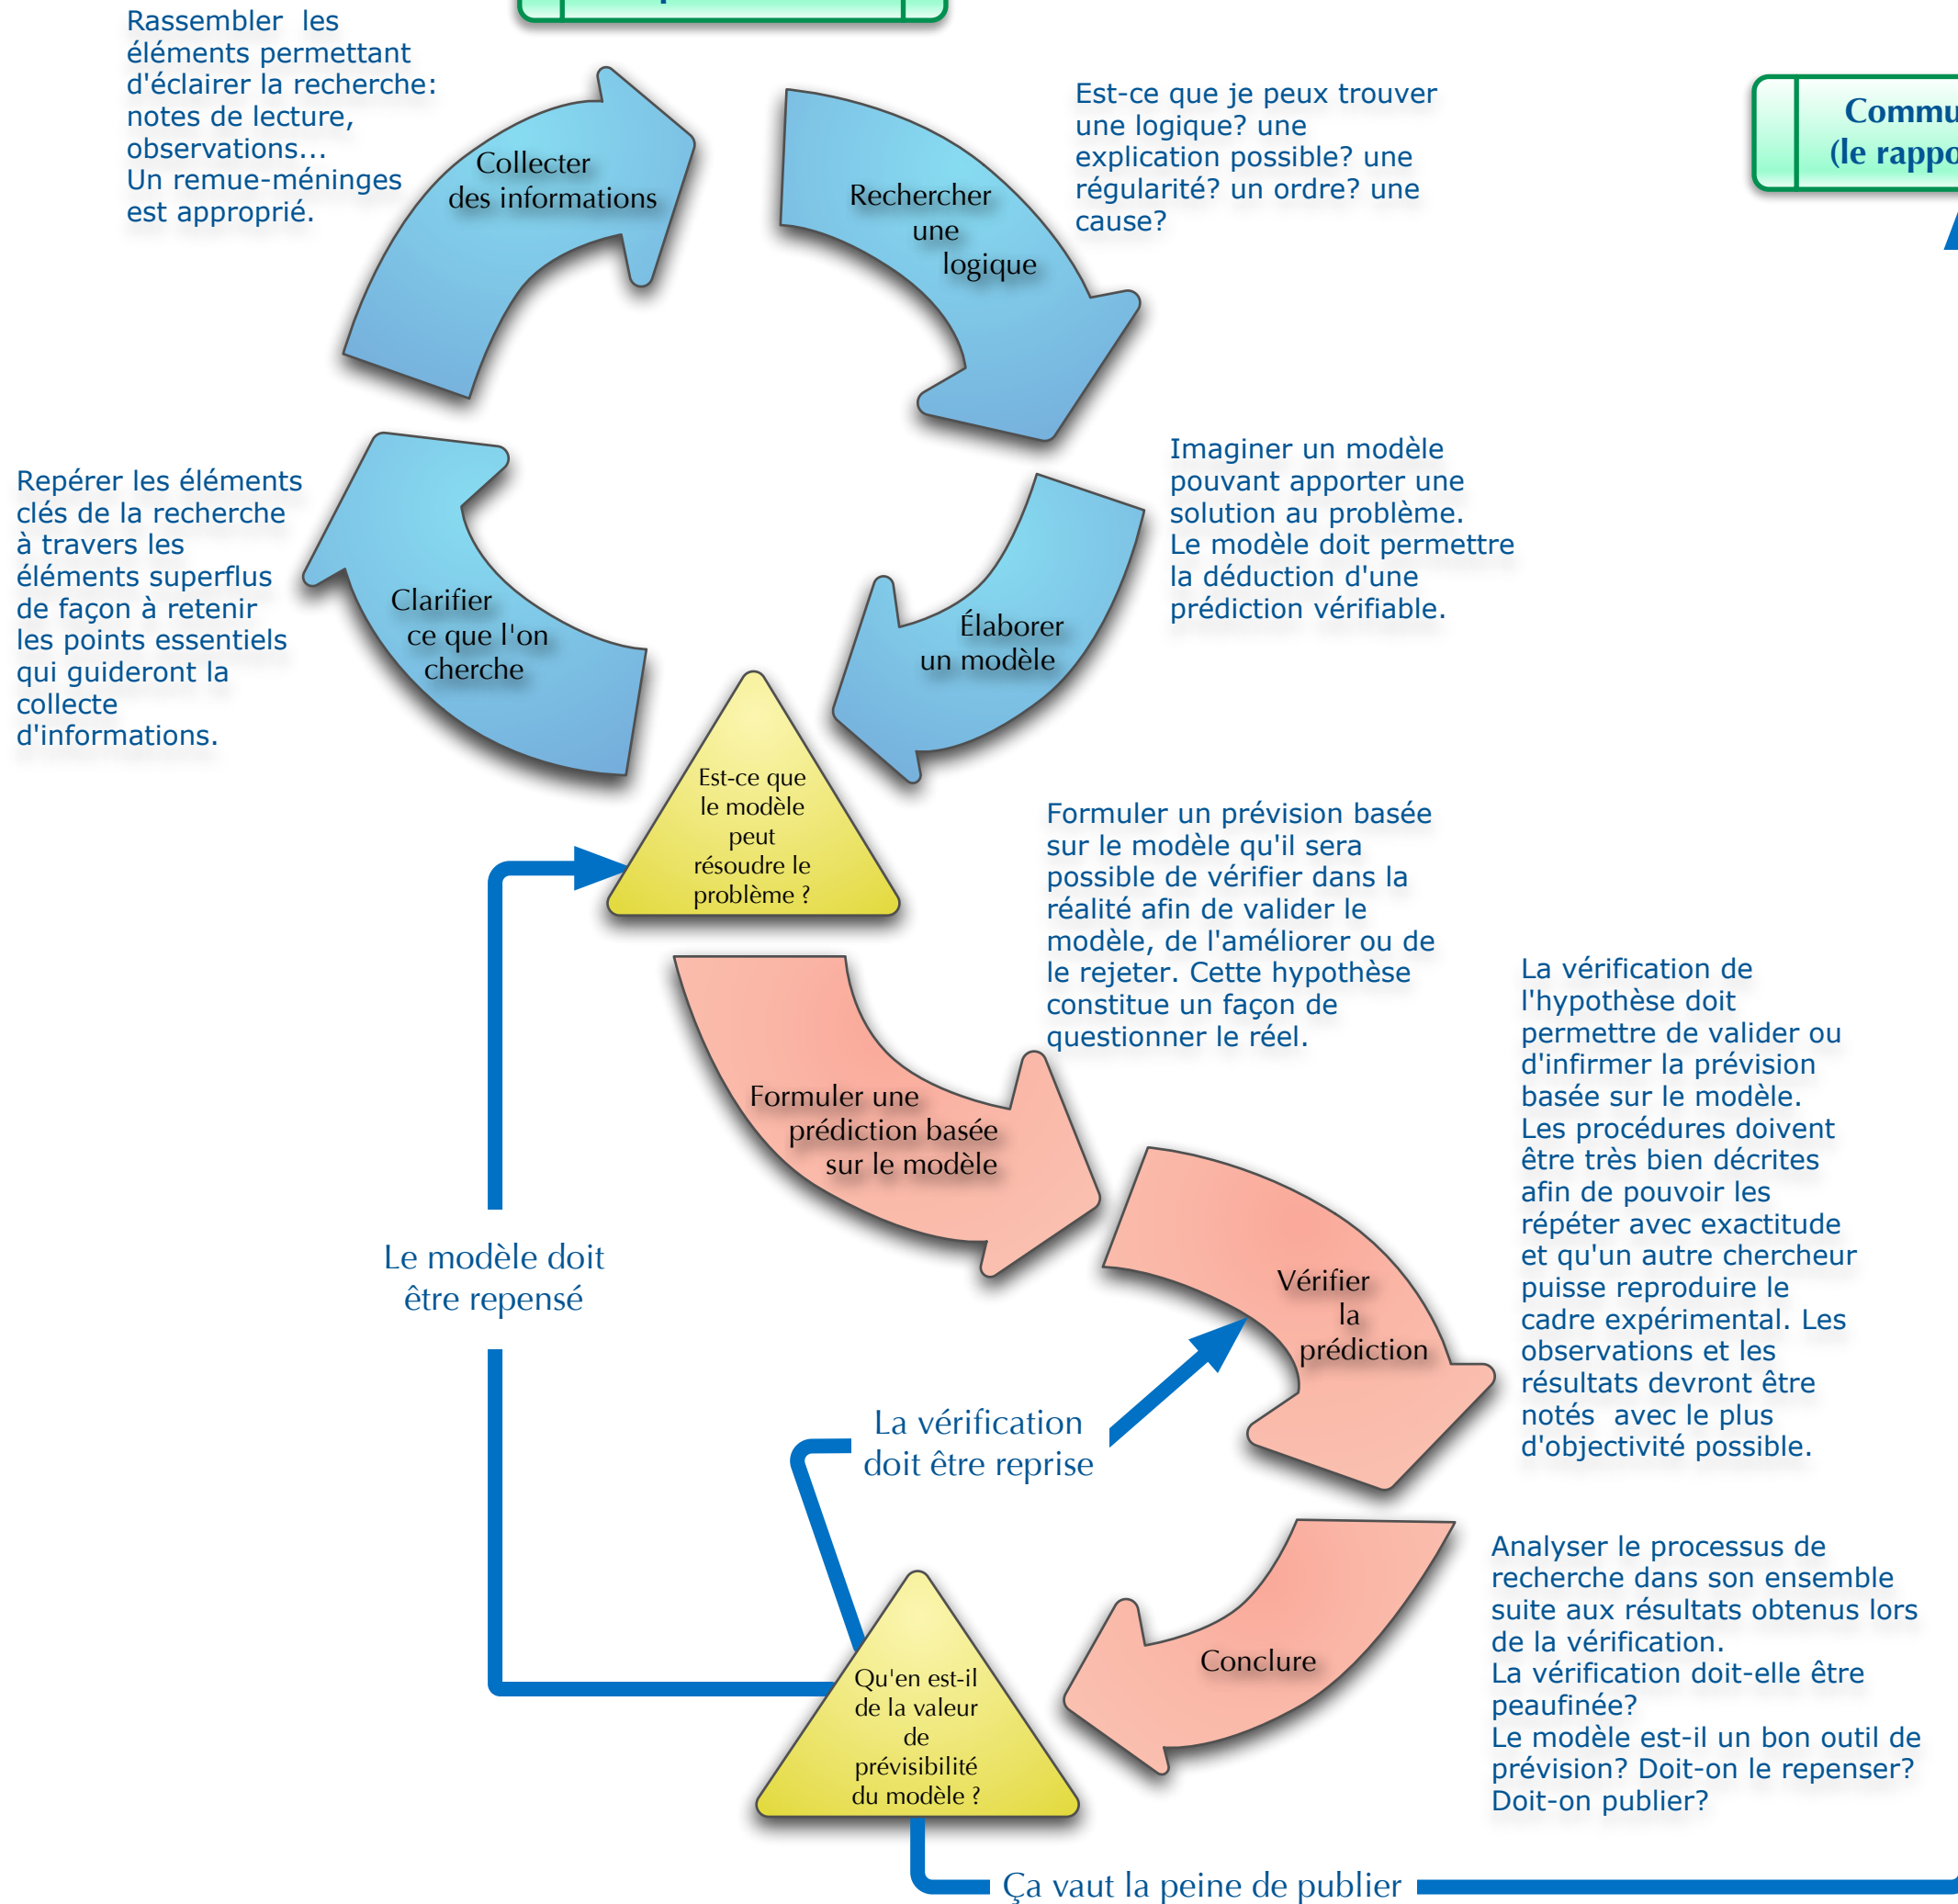 Rassembler  les
éléments permettant
d'éclairer la recherche:
notes de lecture,
observations...
Un remue-méninges
est approprié.
Collecter
des informations
Rechercher
une
logique
Est-ce que je peux trouver
une logique? une
explication possible? une
régularité? un ordre? une
cause?
(le
Repérer les éléments
clés de la recherche
à travers les
éléments superflus
de façon à retenir
les points essentiels
qui guideront la
collecte
d'informations.
Clarifier
ce que l'on
cherche
Élaborer
un modèle
Imaginer un modèle
pouvant apporter une
solution au problème.
Le modèle doit permettre
la déduction d'une
prédiction vérifiable.
Est-ce que
le modèle
peut
résoudre le
problème ?
Formuler un prévision basée
sur le modèle qu'il sera
possible de vérifier dans la
réalité afin de valider le
modèle, de l'améliorer ou de
le rejeter. Cette hypothèse
constitue un façon de
questionner le réel.
Formuler une
prédiction basée
sur le modèle
La vérification de
l'hypothèse doit
permettre de valider ou
d'infirmer la prévision
basée sur le modèle.
Les procédures doivent
être très bien décrites
afin de pouvoir les
répéter avec exactitude
et qu'un autre chercheur
puisse reproduire le
cadre expérimental. Les
observations et les
résultats devront être
notés  avec le plus
d'objectivité possible.
Vérifier
la
prédiction
Le modèle doit
être repensé
La vérification
doit être reprise
Conclure
Analyser le processus de
recherche dans son ensemble
suite aux résultats obtenus lors
de la vérification.
La vérification doit-elle être
peaufinée?
Le modèle est-il un bon outil de
prévision? Doit-on le repenser?
Doit-on publier?
Qu'en est-il
de la valeur
de
prévisibilité
du modèle ?
Ça vaut la peine de publier